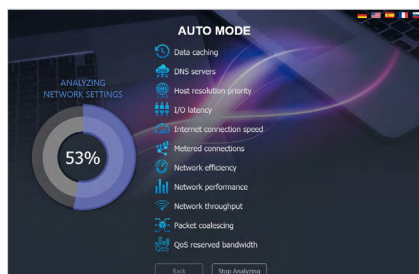 AUTO MODE
ANALYZING
NETWORK SETTINGS
53%
Data caching
DNS servers
Host resolution priority
I/O latency
Internet connection speed
Metered connections
Network efficiency
Network performance
Network throughput
Packet coalescing
QoS reserved bandwidth
Back
Stop Analyzing